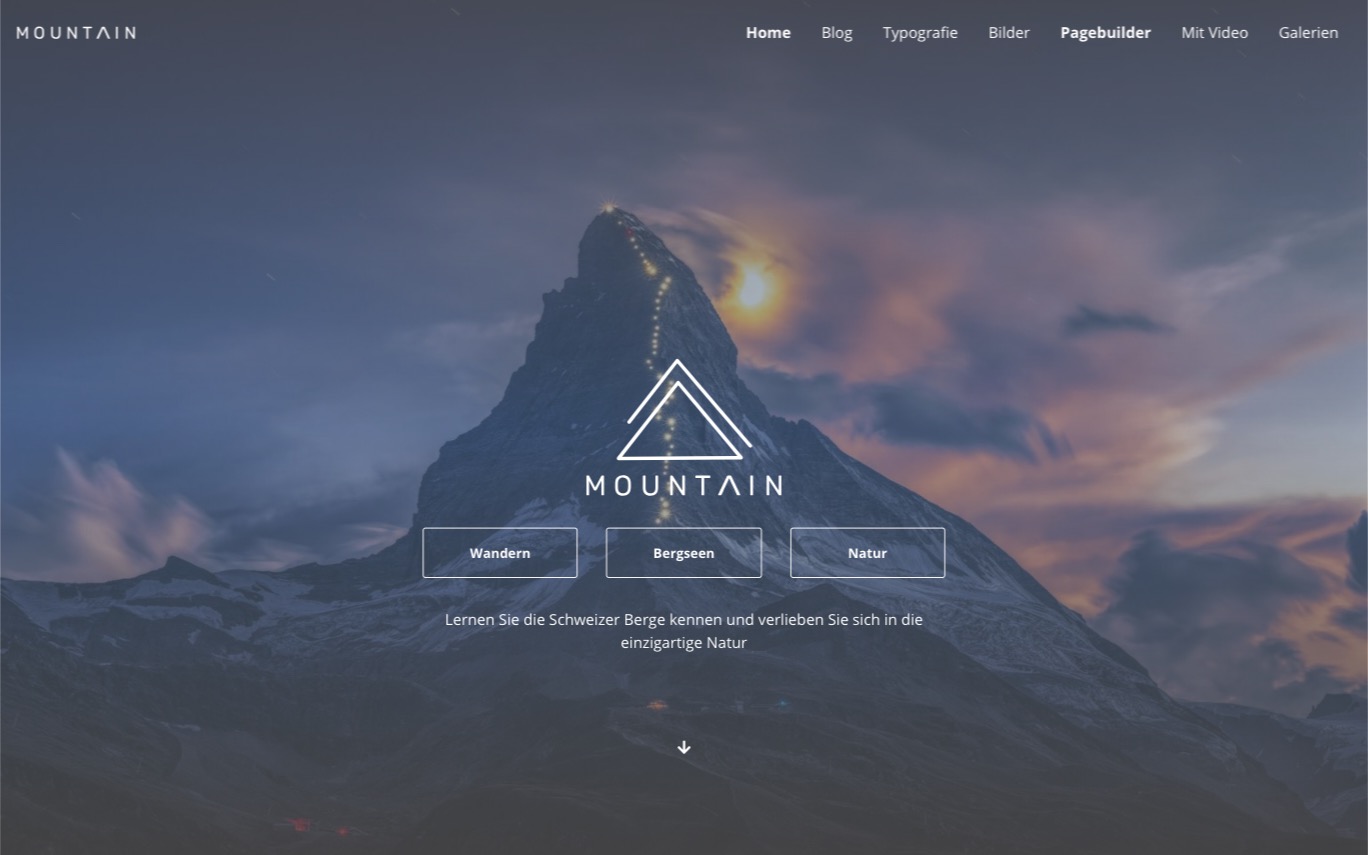 MOUNTAIN
Home Blog Typografie Bilder Pagebuilder Mit Video Galerien
MOUNTAIN
Wandern Bergseen Natur
Lernen Sie die Schweizer Berge kennen und verlieben Sie sich in die
einzigartige Natur